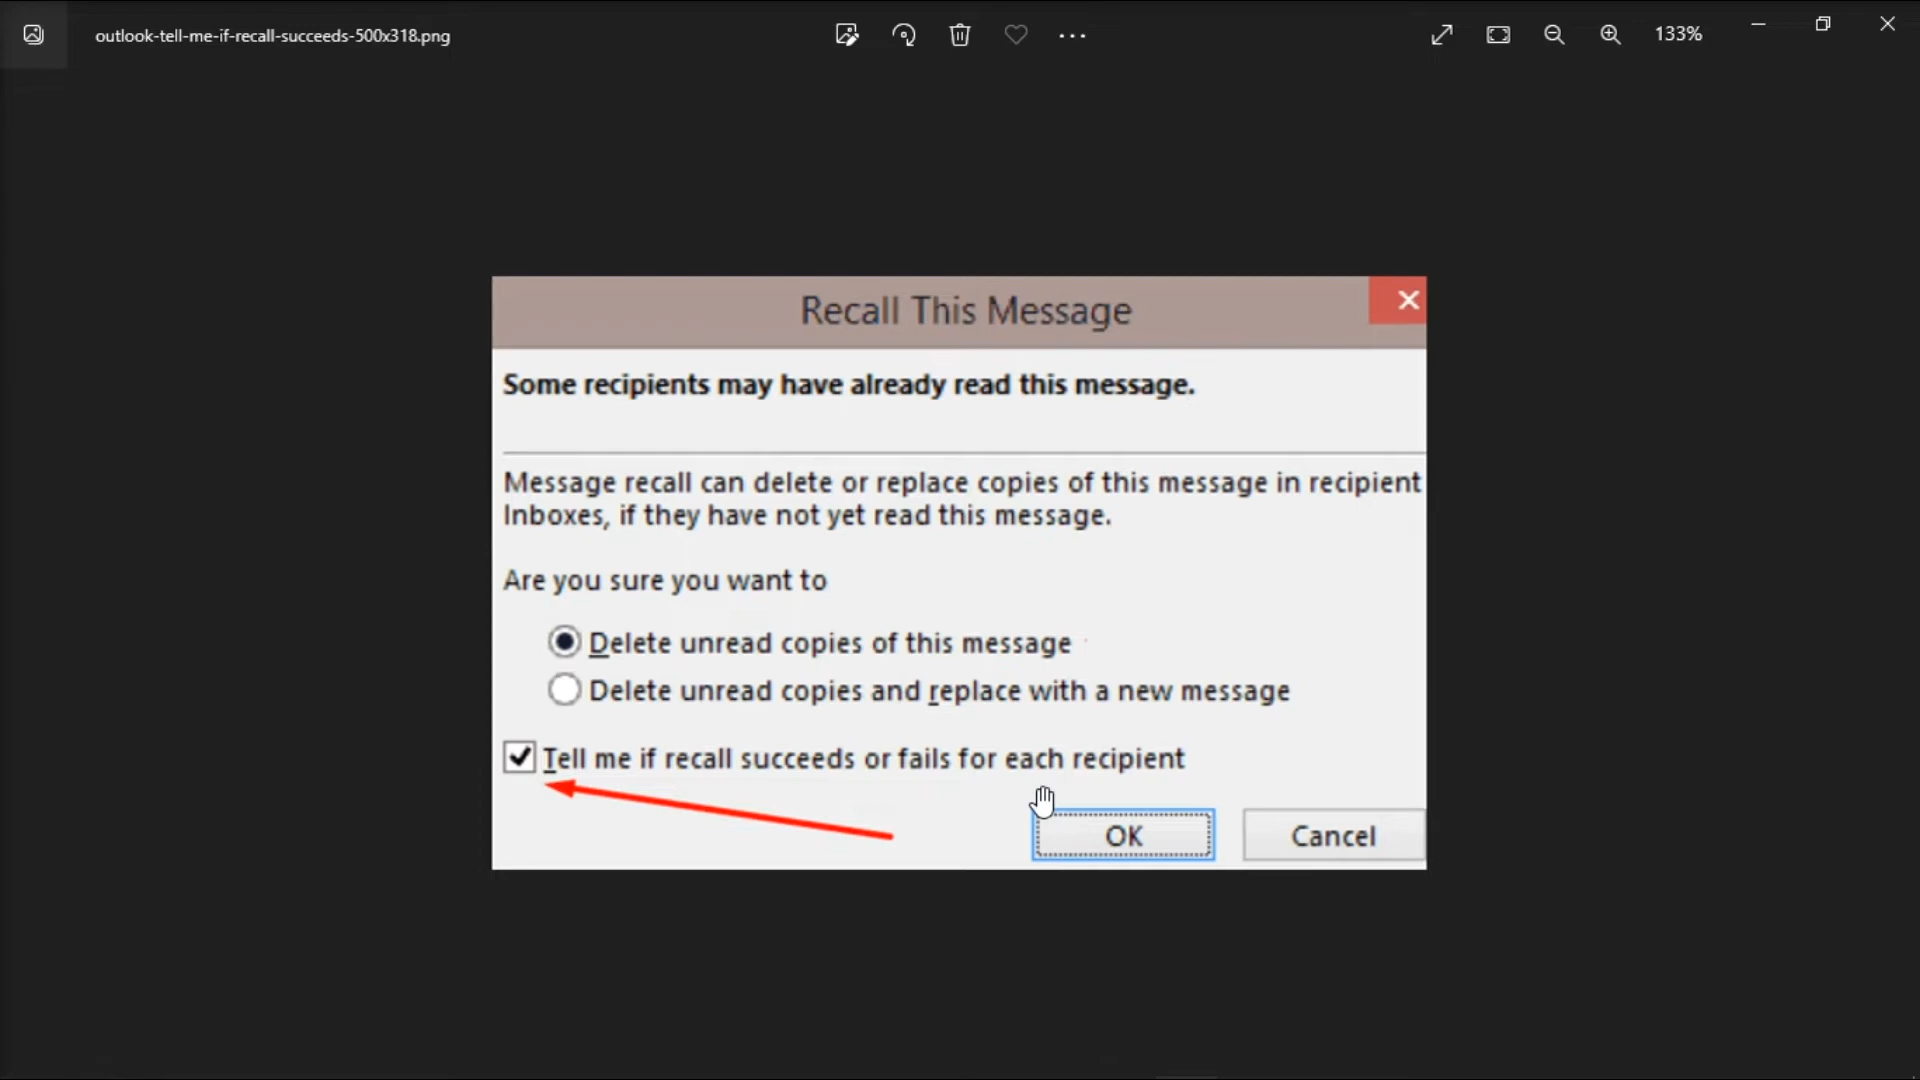 outlook-tell-me-if-recall-succeeds-500x318.png
133%
Recall This Message
Some recipients may have already read this message.
Message recall can delete or replace copies of this message in recipient
Inboxes, if they have not yet read this message.
Are you sure you want to
Delete unread copies of this message
Delete unread copies and replace with a new message
Tell me if recall succeeds or fails for each recipient
OK Cancel